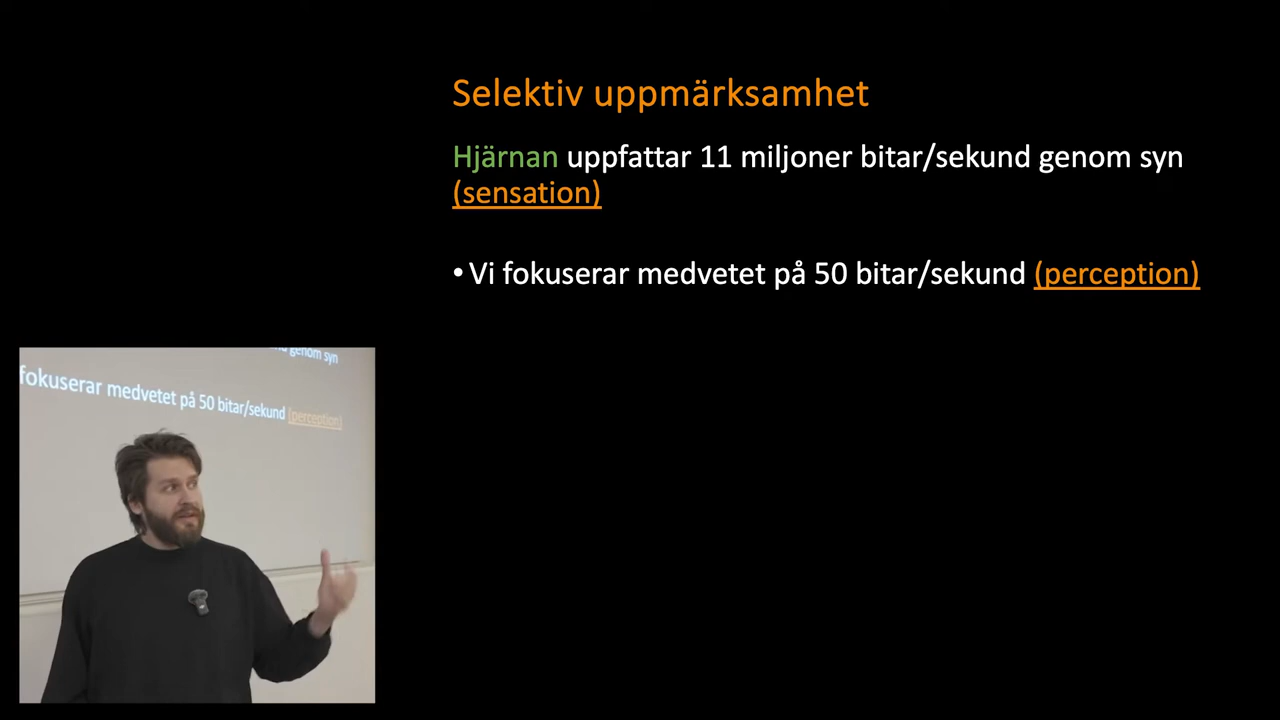 Selektiv uppmärksamhet
Hjärnan uppfattar 11 miljoner bitar/sekund genom syn
(sensation)
• Vi fokuserar medvetet på 50 bitar/sekund (perception)
genom syn
fokuserar medvetet på 50 bitar/sekund (perception)